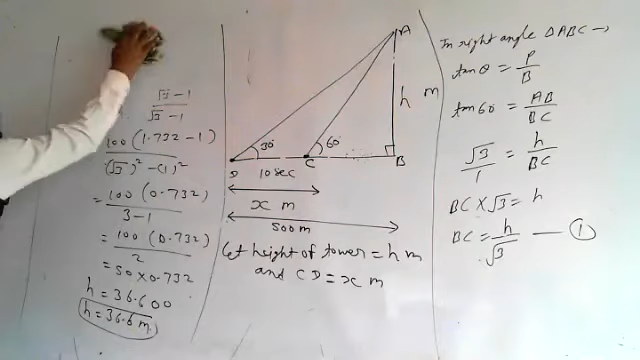 √3 - 1
√3 - 1
100 (1.732 - 1)
(√3)² - (1)²
= 100 (0.732)
3 - 1
= 100 (0.732)
2
= 50 × 0.732
h = 36.600
h = 36.6 m
A
h m
30°
60°
D
C
B
10 sec
x m
500 m
Let height of tower = h m
and CD = x m
In right angle △ABC →
tan θ = P/B
tan 60° = AB/BC
√3/1 = h/BC
BC × √3 = h
BC = h/√3 — ①